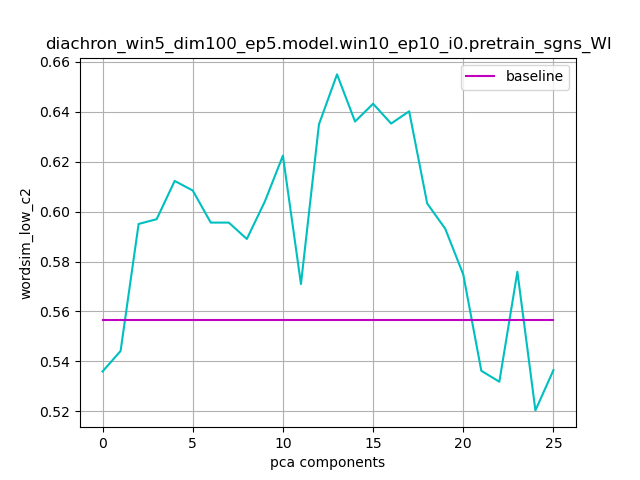 diachron_win5_dim100_ep5.model.win10_ep10_i0.pretrain_sgns_WI
baseline
wordsim_low_c2
0.66
0.64
0.62
0.60
0.58
0.56
0.54
0.52
0 5 10 15 20 25
pca components